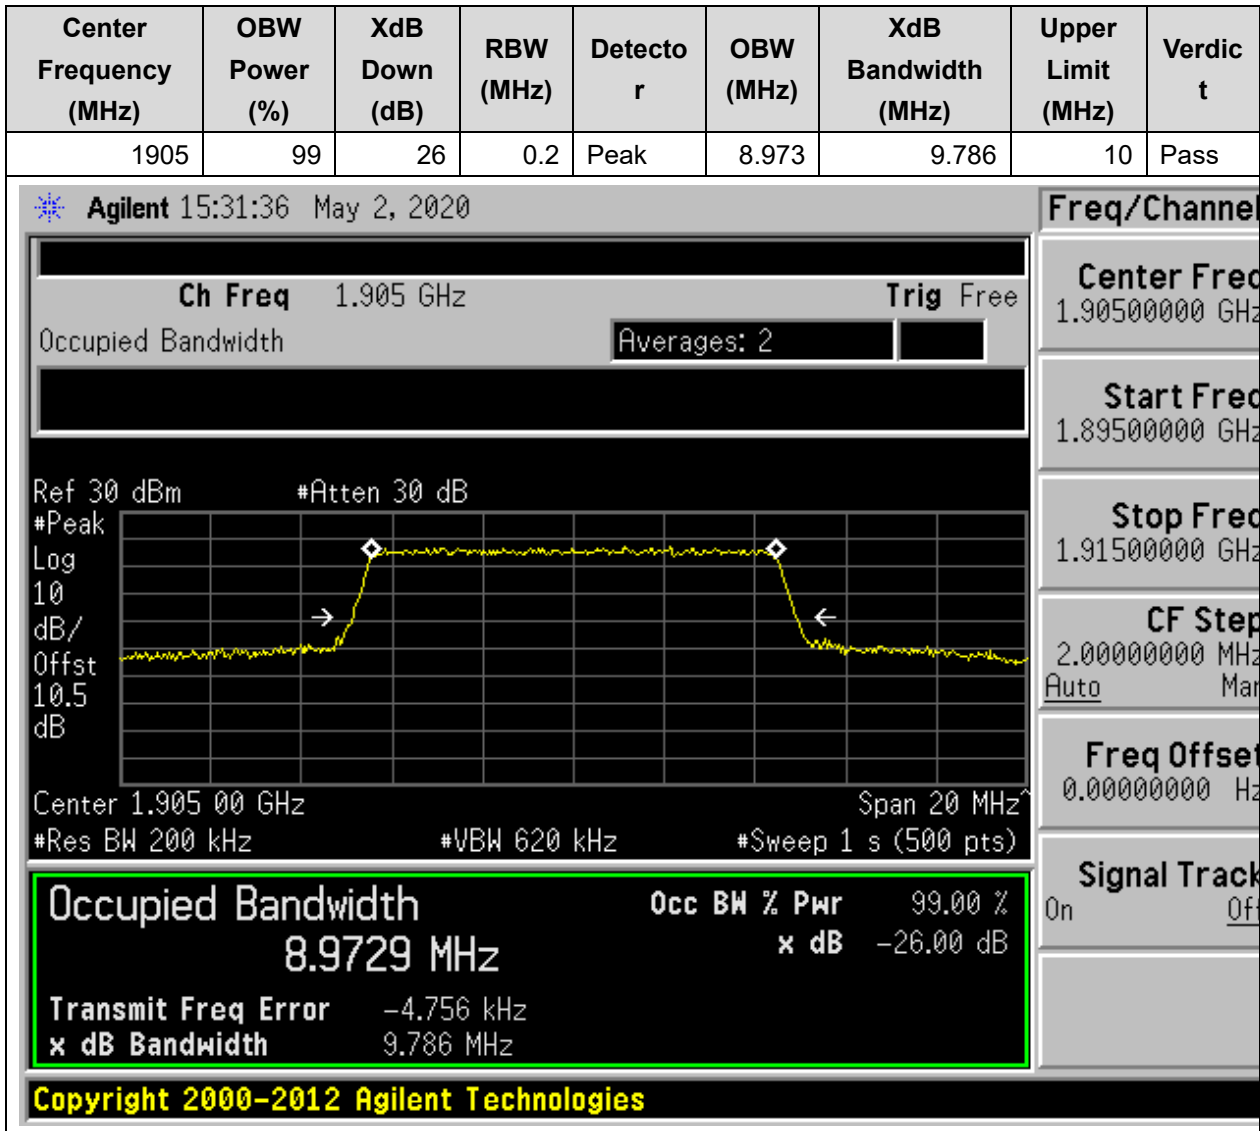 Center Frequency (MHz) OBW Power (%) XdB Down (dB) RBW (MHz) Detector OBW (MHz) XdB Bandwidth (MHz) Upper Limit (MHz) Verdict
1905 99 26 0.2 Peak 8.973 9.786 10 Pass
Agilent 15:31:36 May 2, 2020
Freq/Channel
Ch Freq 1.905 GHz Trig Free
Occupied Bandwidth Averages: 2
Center Freq
1.90500000 GHz
Start Freq
1.89500000 GHz
Stop Freq
1.91500000 GHz
CF Step
2.00000000 MHz
Auto Man
Freq Offset
0.00000000 Hz
Signal Track
On Off
Ref 30 dBm #Atten 30 dB
#Peak
Log
10
dB/
Offst
10.5
dB
Center 1.905 00 GHz Span 20 MHz^
#Res BW 200 kHz #VBW 620 kHz #Sweep 1 s (500 pts)
Occupied Bandwidth
8.9729 MHz
Occ BW % Pwr 99.00 %
x dB -26.00 dB
Transmit Freq Error -4.756 kHz
x dB Bandwidth 9.786 MHz
Copyright 2000-2012 Agilent Technologies